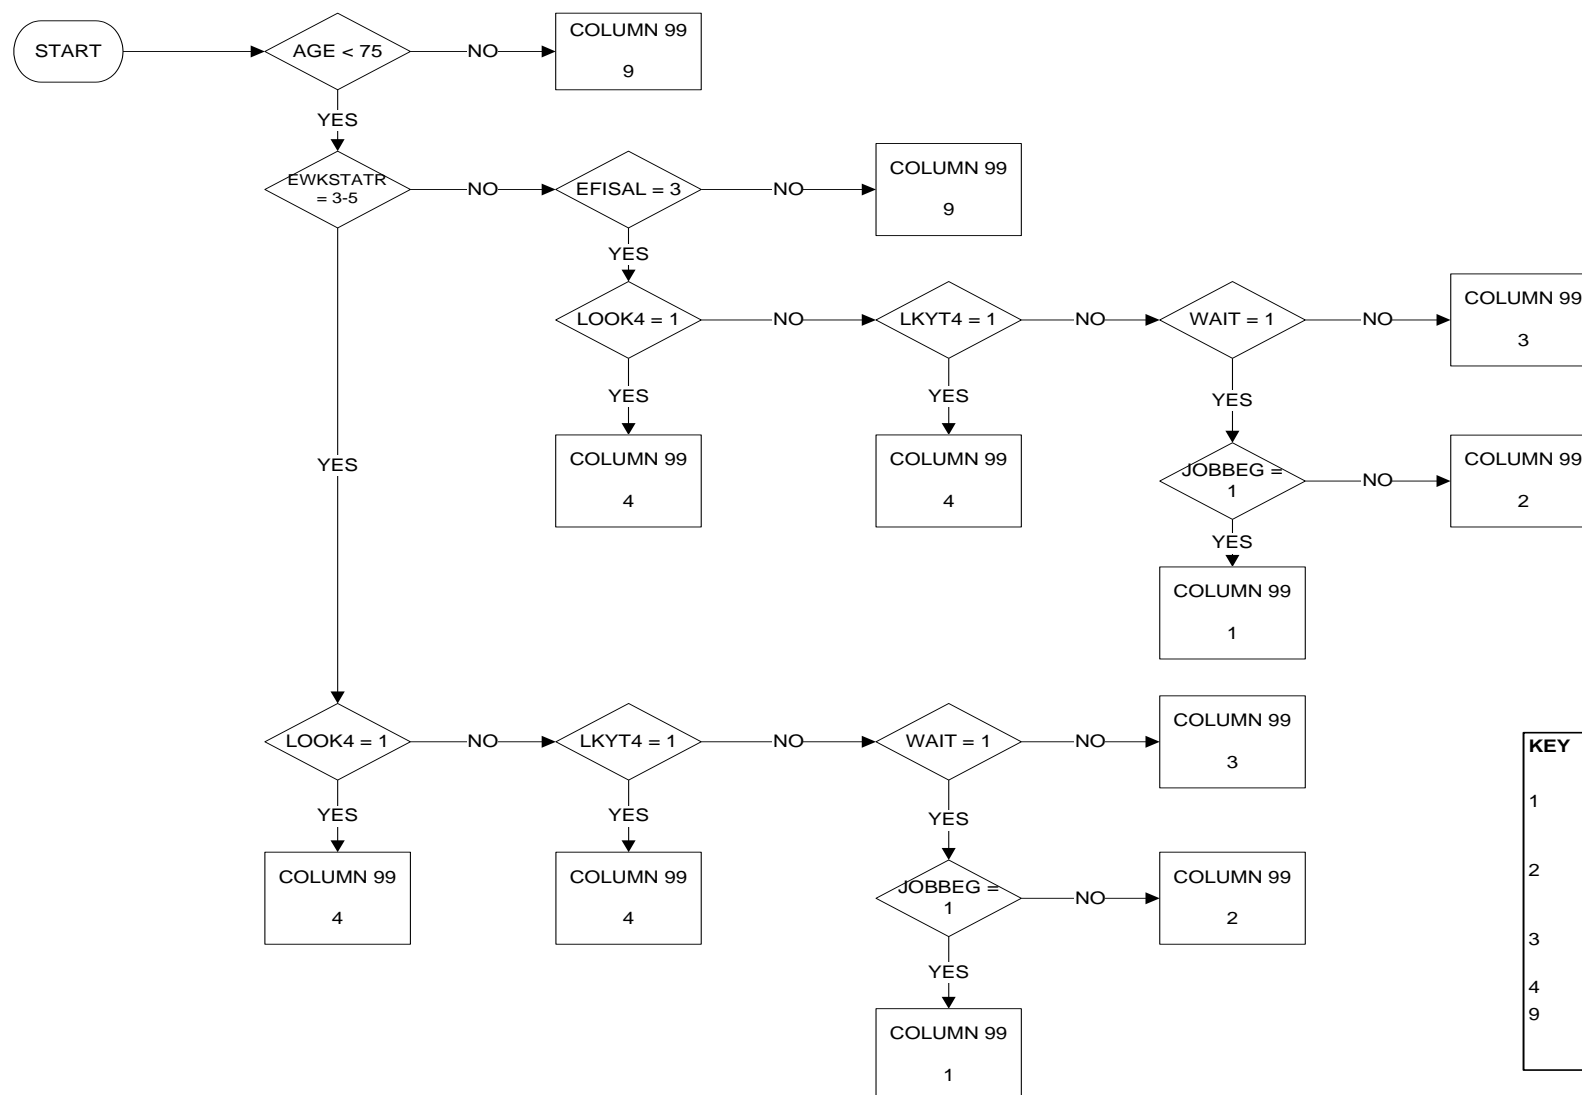 START
AGE < 75
NO
COLUMN 99
9
YES
EWKSTATR
= 3-5
NO
EFISAL = 3
NO
COLUMN 99
9
YES
LOOK4 = 1
NO
LKYT4 = 1
NO
WAIT = 1
NO
COLUMN 99
3
YES
YES
YES
COLUMN 99
4
COLUMN 99
4
JOBBEG =
1
NO
COLUMN 99
2
YES
YES
COLUMN 99
1
LOOK4 = 1
NO
LKYT4 = 1
NO
WAIT = 1
NO
COLUMN 99
3
YES
YES
YES
COLUMN 99
4
COLUMN 99
4
JOBBEG =
1
NO
COLUMN 99
2
YES
COLUMN 99
1
KEY
1
2
3
4
9